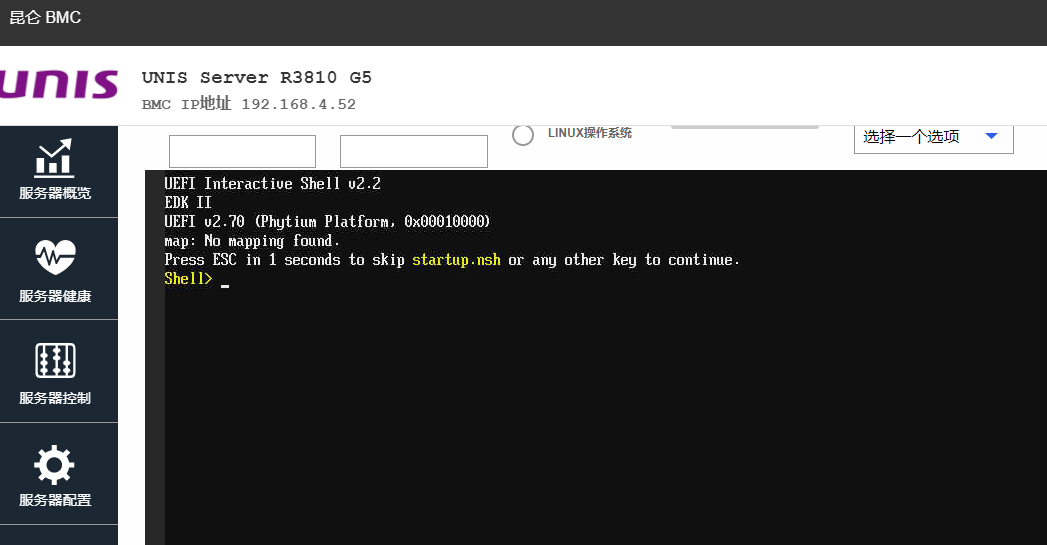 昆仑 BMC
UNIS
UNIS Server R3810 G5
BMC IP地址 192.168.4.52
服务器概览
服务器健康
服务器控制
服务器配置
LINUX操作系统
选择一个选项
UEFI Interactive Shell v2.2
EDK II
UEFI v2.70 (Phytium Platform, 0x00010000)
map: No mapping found.
Press ESC in 1 seconds to skip startup.nsh or any other key to continue.
Shell> _